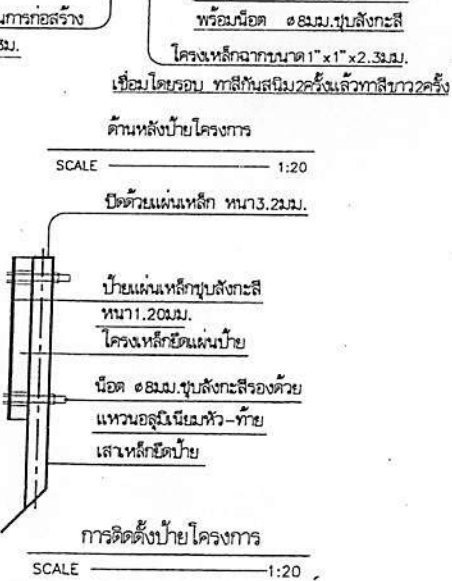 นการก่อสร้าง
พร้อมน็อต ø8มม.ชุบสังกะสี
โครงเหล็กฉากขนาด1"x1"x2.3มม.
เชื่อมโดยรอบ ทาสีกันสนิม2ครั้งแล้วทาสีขาว2ครั้ง
ด้านหลังป้ายโครงการ
SCALE 1:20
ปิดด้วยแผ่นเหล็ก หนา3.2มม.
ป้ายแผ่นเหล็กชุบสังกะสี
หนา1.20มม.
โครงเหล็กยึดแผ่นป้าย
น็อต ø8มม.ชุบสังกะสีรองด้วย
แหวนอลูมิเนียมหัว-ท้าย
เสาเหล็กยึดป้าย
การติดตั้งป้ายโครงการ
SCALE 1:20